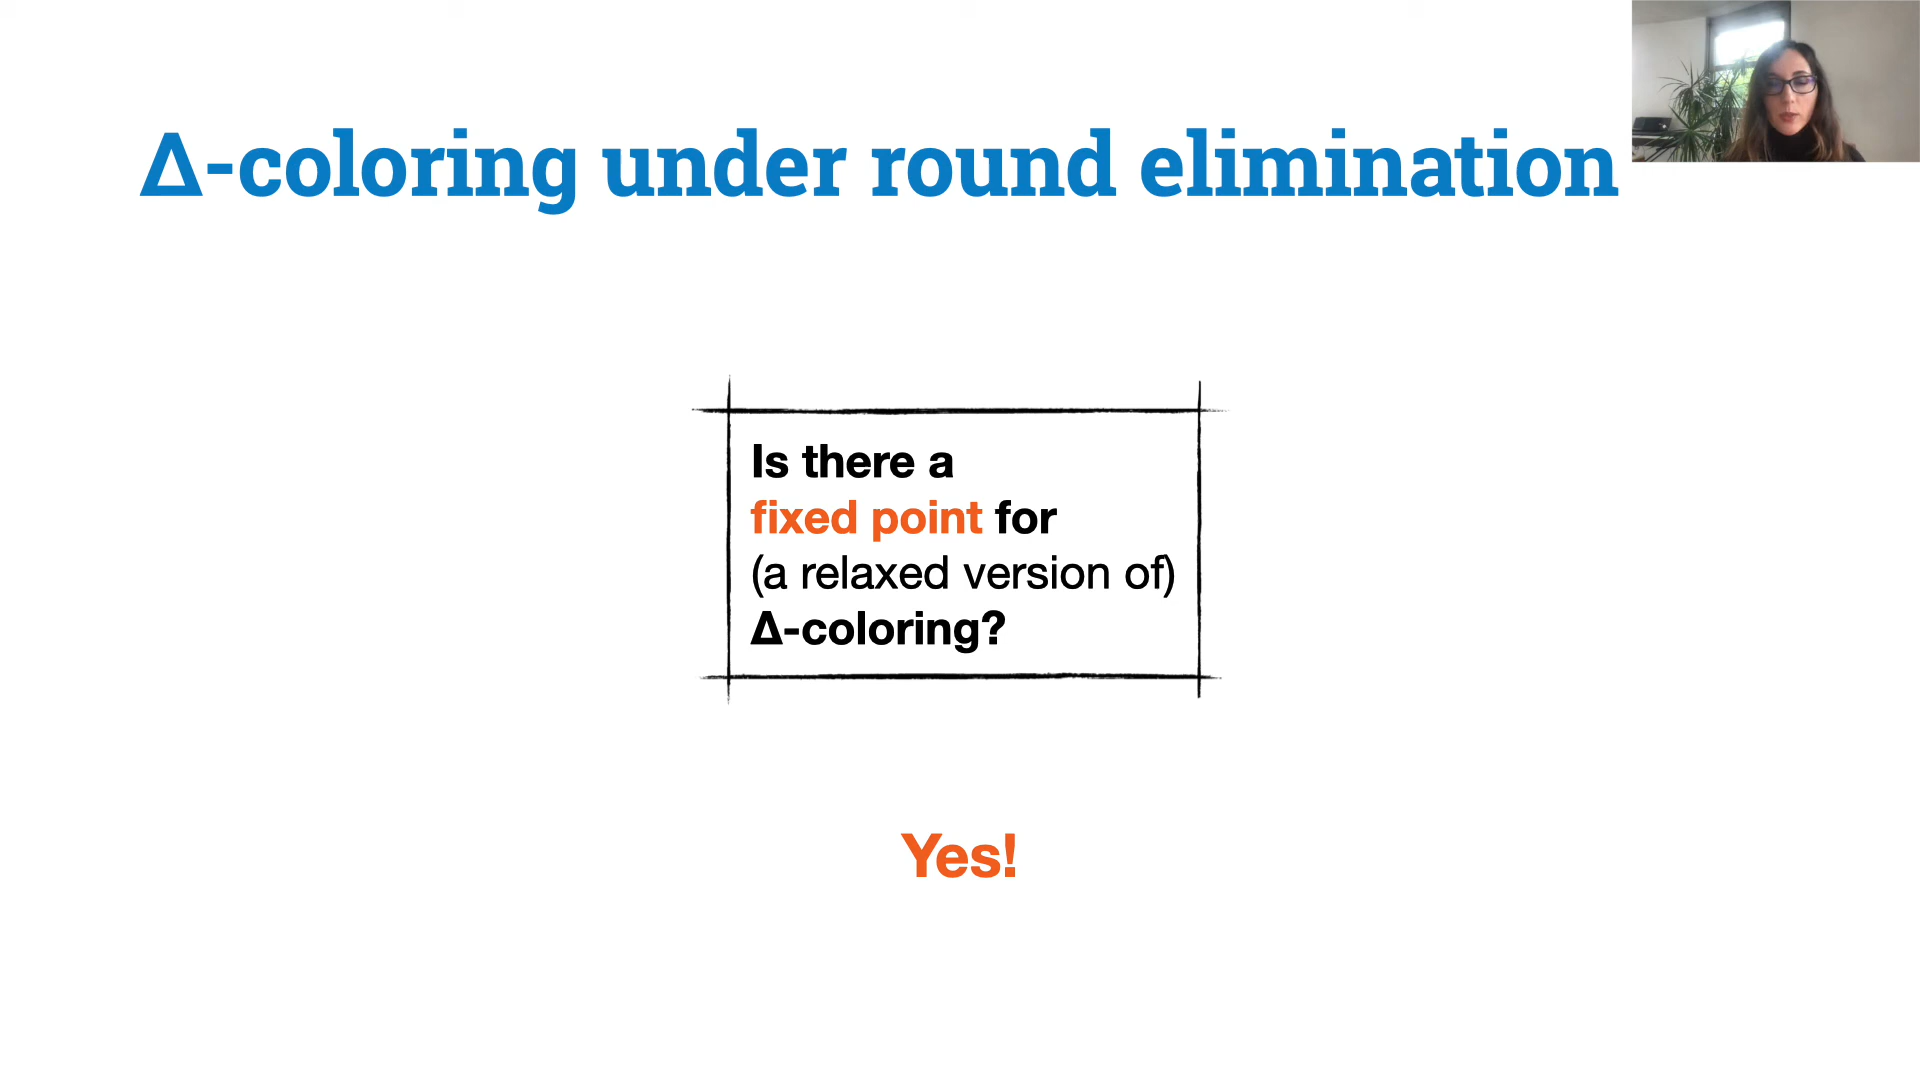 Δ-coloring under round elimination
Is there a
fixed point for
(a relaxed version of)
Δ-coloring?
Yes!